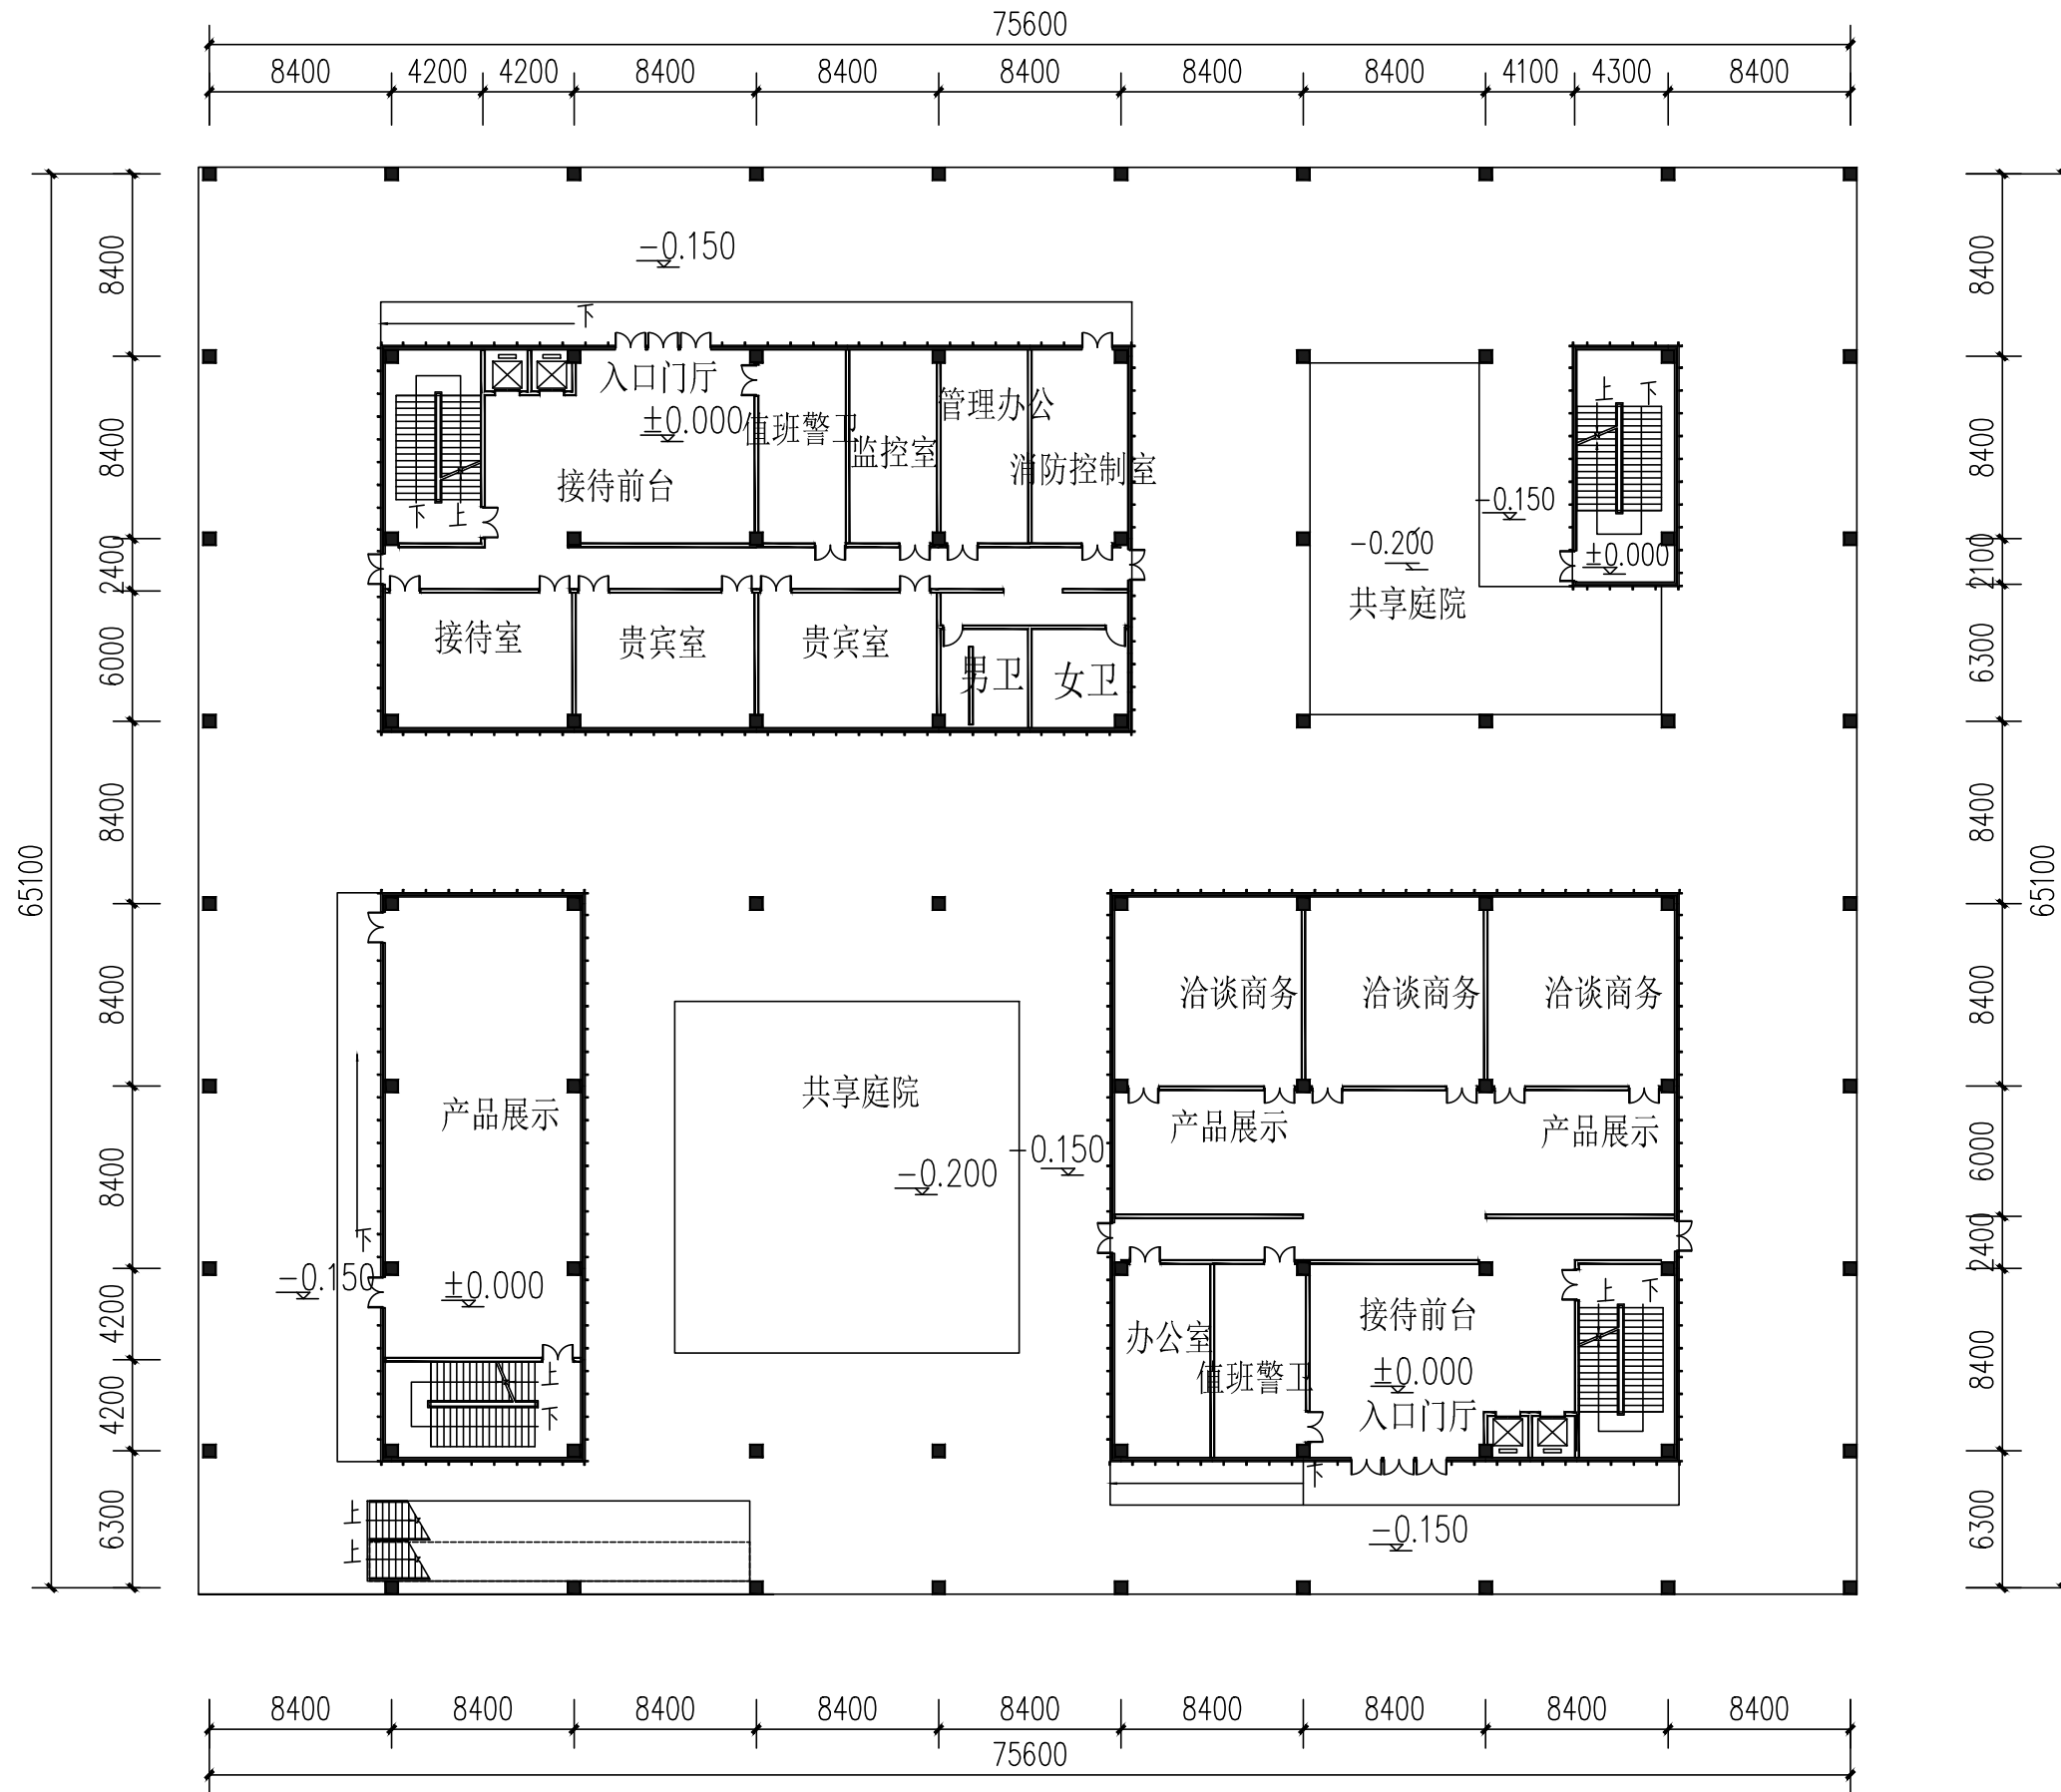 75600
8400 4200 4200 8400 8400 8400 8400 8400 4100 4300 8400
8400
8400
2400
6000
8400
8400
8400
4200
4200
6300
65100
-0.150
下
入口门厅
±0.000
值班警卫
监控室
管理办公
消防控制室
接待前台
下 上
接待室
贵宾室
贵宾室
男卫
女卫
上 下
-0.150
-0.200
±0.000
共享庭院
产品展示
下
-0.150
±0.000
上
下
共享庭院
-0.150
-0.200
洽谈商务
洽谈商务
洽谈商务
产品展示
产品展示
办公室
值班警卫
接待前台
±0.000
入口门厅
上 下
下
-0.150
上
上
8400
8400
2100
6300
8400
8400
6000
2400
8400
6300
65100
8400 8400 8400 8400 8400 8400 8400 8400 8400
75600